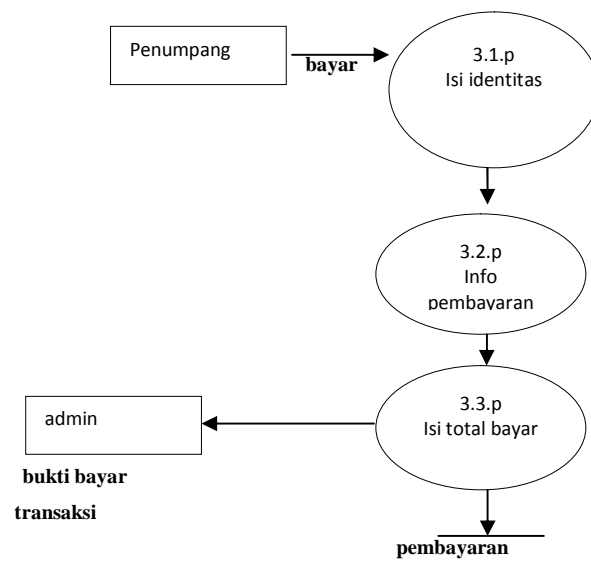 Penumpang
bayar
3.1.p
Isi identitas
3.2.p
Info
pembayaran
3.3.p
Isi total bayar
admin
bukti bayar
transaksi
pembayaran